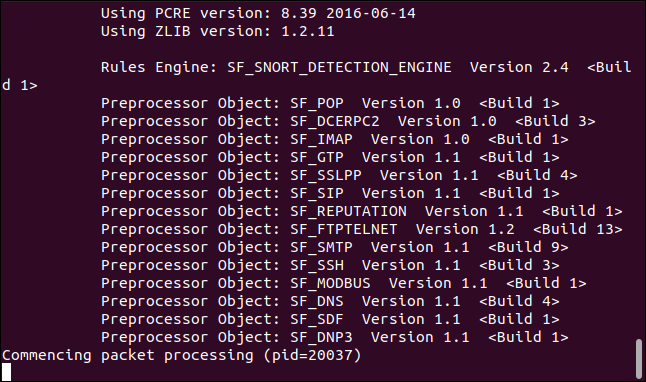 Using PCRE version: 8.39 2016-06-14
Using ZLIB version: 1.2.11
Rules Engine: SF_SNORT_DETECTION_ENGINE  Version 2.4  <Buil
d 1>
Preprocessor Object: SF_POP  Version 1.0  <Build 1>
Preprocessor Object: SF_DCERPC2  Version 1.0  <Build 3>
Preprocessor Object: SF_IMAP  Version 1.0  <Build 1>
Preprocessor Object: SF_GTP  Version 1.1  <Build 1>
Preprocessor Object: SF_SSLPP  Version 1.1  <Build 4>
Preprocessor Object: SF_SIP  Version 1.1  <Build 1>
Preprocessor Object: SF_REPUTATION  Version 1.1  <Build 1>
Preprocessor Object: SF_FTPTELNET  Version 1.2  <Build 13>
Preprocessor Object: SF_SMTP  Version 1.1  <Build 9>
Preprocessor Object: SF_SSH  Version 1.1  <Build 3>
Preprocessor Object: SF_MODBUS  Version 1.1  <Build 1>
Preprocessor Object: SF_DNS  Version 1.1  <Build 4>
Preprocessor Object: SF_SDF  Version 1.1  <Build 1>
Preprocessor Object: SF_DNP3  Version 1.1  <Build 1>
Commencing packet processing (pid=20037)